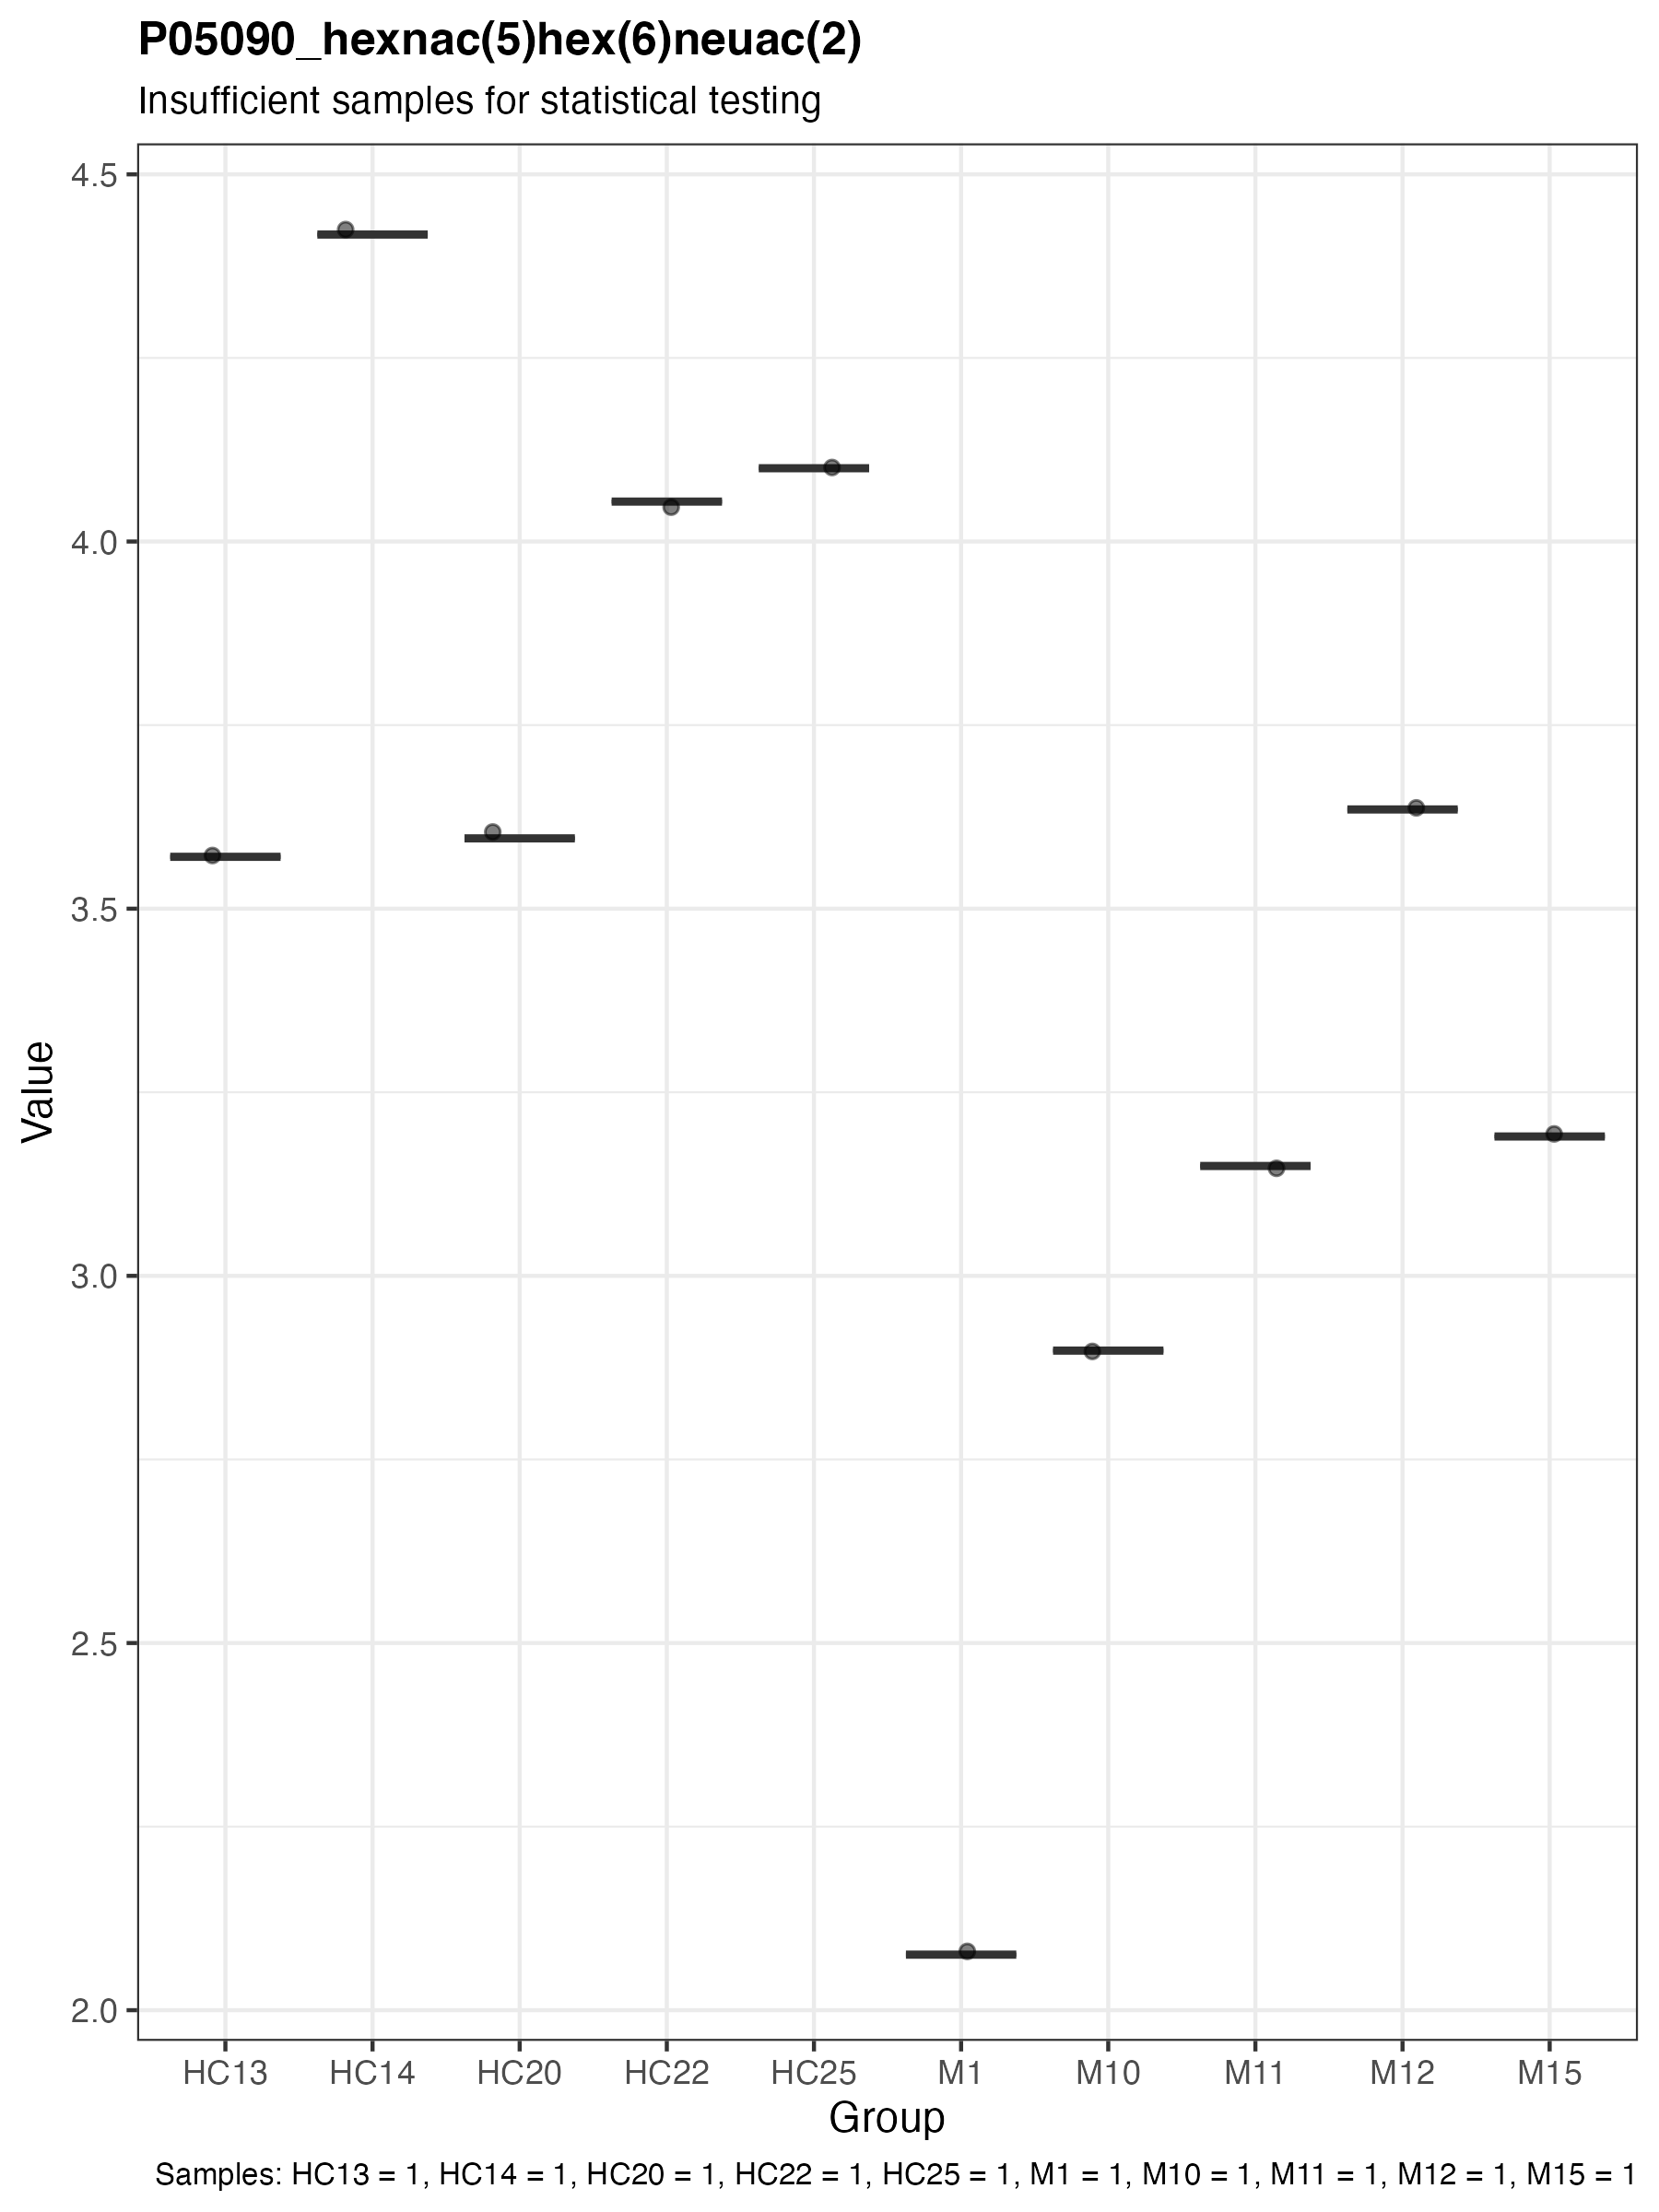 P05090_hexnac(5)hex(6)neuac(2)
Insufficient samples for statistical testing
4.5
4.0
3.5
3.0
2.5
2.0
Value
HC13 HC14 HC20 HC22 HC25 M1 M10 M11 M12 M15
Group
Samples: HC13 = 1, HC14 = 1, HC20 = 1, HC22 = 1, HC25 = 1, M1 = 1, M10 = 1, M11 = 1, M12 = 1, M15 = 1